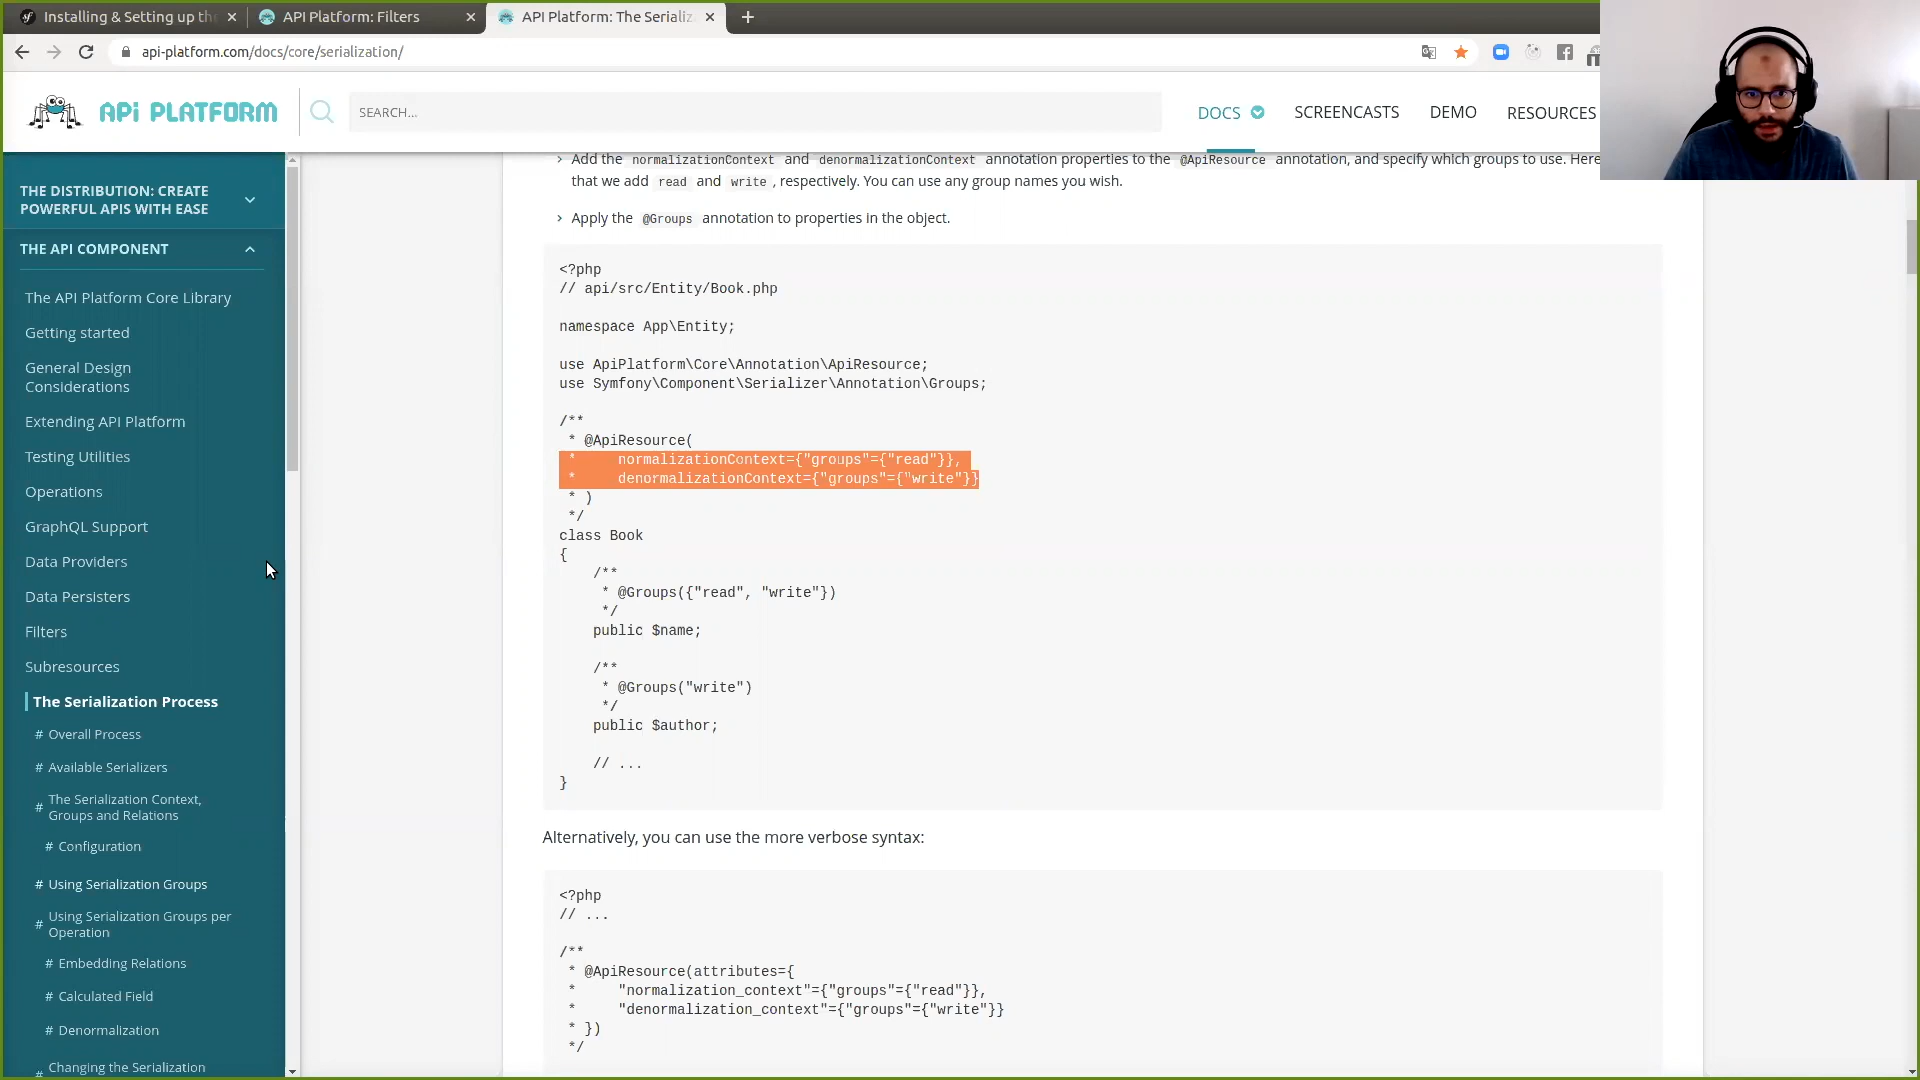 Installing & Setting up th
API Platform: Filters
API Platform: The Serializ
api-platform.com/docs/core/serialization/
API PLATFORM
SEARCH...
DOCS
SCREENCASTS
DEMO
RESOURCES
THE DISTRIBUTION: CREATE
POWERFUL APIS WITH EASE
THE API COMPONENT
The API Platform Core Library
Getting started
General Design
Considerations
Extending API Platform
Testing Utilities
Operations
GraphQL Support
Data Providers
Data Persisters
Filters
Subresources
The Serialization Process
# Overall Process
# Available Serializers
# The Serialization Context,
Groups and Relations
# Configuration
# Using Serialization Groups
# Using Serialization Groups per
Operation
# Embedding Relations
# Calculated Field
# Denormalization
# Changing the Serialization
› Add the normalizationContext and denormalizationContext annotation properties to the @ApiResource annotation, and specify which groups to use. Here
that we add read and write , respectively. You can use any group names you wish.
› Apply the @Groups annotation to properties in the object.
<?php
// api/src/Entity/Book.php
namespace App\Entity;
use ApiPlatform\Core\Annotation\ApiResource;
use Symfony\Component\Serializer\Annotation\Groups;
/**
* @ApiResource(
*     normalizationContext={"groups"={"read"}},
*     denormalizationContext={"groups"={"write"}}
* )
*/
class Book
{
/**
* @Groups({"read", "write"})
*/
public $name;
/**
* @Groups("write")
*/
public $author;
// ...
}
Alternatively, you can use the more verbose syntax:
<?php
// ...
/**
* @ApiResource(attributes={
*     "normalization_context"={"groups"={"read"}},
*     "denormalization_context"={"groups"={"write"}}
* })
*/